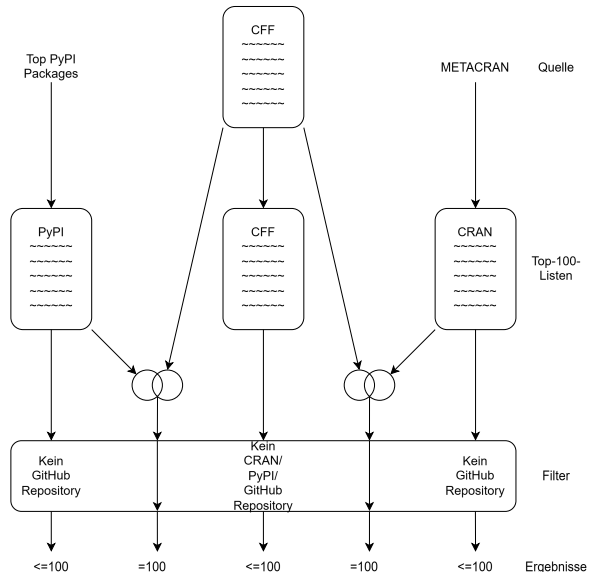 CFF
~~~~~~
~~~~~~
~~~~~~
~~~~~~
~~~~~~
Top PyPI
Packages
METACRAN
Quelle
PyPI
~~~~~~
~~~~~~
~~~~~~
~~~~~~
~~~~~~
CFF
~~~~~~
~~~~~~
~~~~~~
~~~~~~
~~~~~~
CRAN
~~~~~~
~~~~~~
~~~~~~
~~~~~~
~~~~~~
Top-100-
Listen
Kein
GitHub
Repository
Kein
CRAN/
PyPI/
GitHub
Repository
Kein
GitHub
Repository
Filter
<=100
=100
<=100
=100
<=100
Ergebnisse